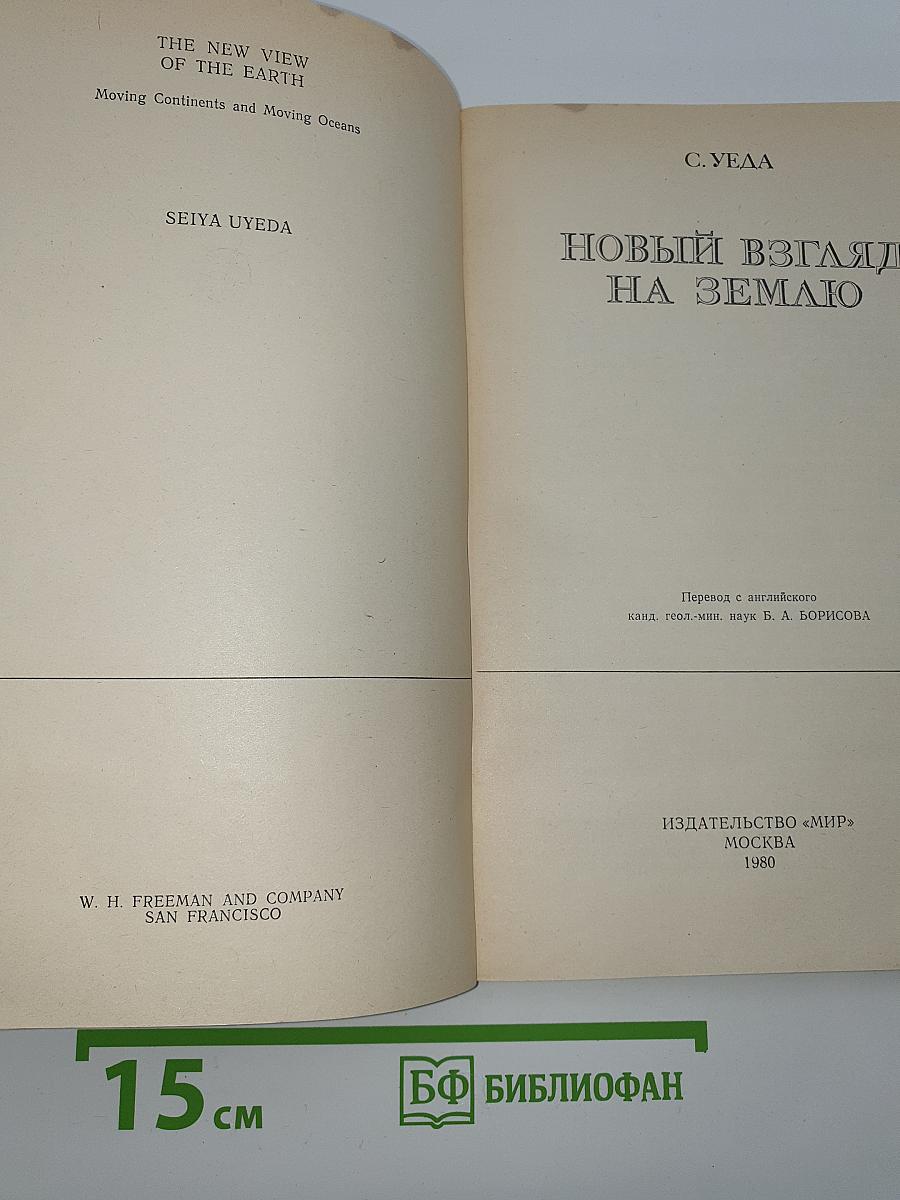 THE NEW VIEW
OF THE EARTH
Moving Continents and Moving Oceans
SEIYA UYEDA
W. H. FREEMAN AND COMPANY
SAN FRANCISCO
С. УЕДА
НОВЫЙ ВЗГЛЯД
НА ЗЕМЛЮ
Перевод с английского
канд. геол.-мин. наук Б. А. БОРИСОВА
ИЗДАТЕЛЬСТВО «МИР»
МОСКВА
1980
15 см
БФ БИБЛИОФАН